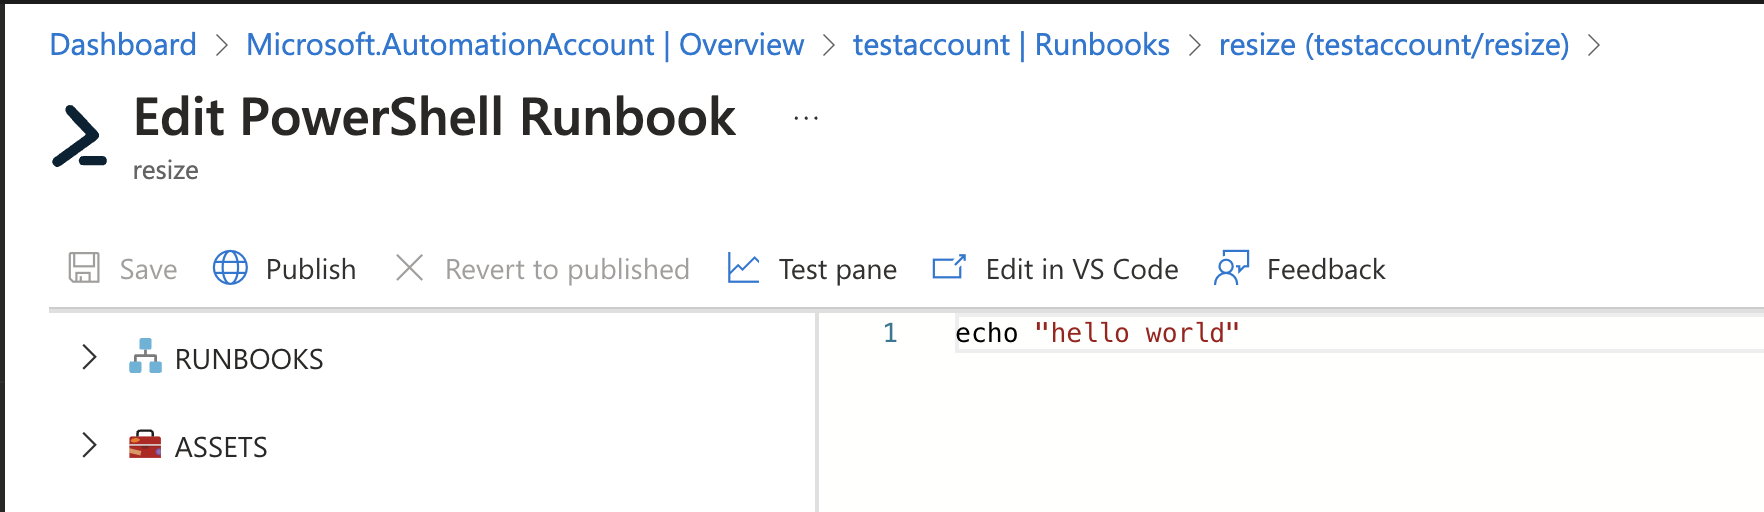 Dashboard > Microsoft.AutomationAccount | Overview > testaccount | Runbooks > resize (testaccount/resize) >
Edit PowerShell Runbook ...
resize
Save Publish Revert to published Test pane Edit in VS Code Feedback
RUNBOOKS
ASSETS
1 echo "hello world"